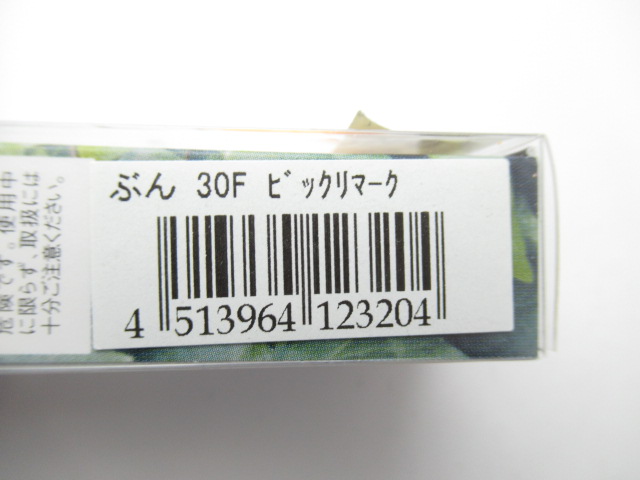 ぶん 30F ﾋﾞｯｸﾘﾏｰｸ
4 513964 123204
危険です。使用中
に限らず、取扱には
十分ご注意ください。